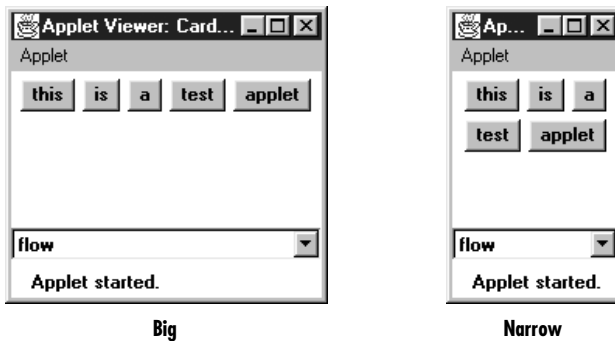 Applet Viewer: Card...
Applet
this is a test applet
flow
Applet started.
Big
Ap...
Applet
this is a
test applet
flow
Applet started.
Narrow